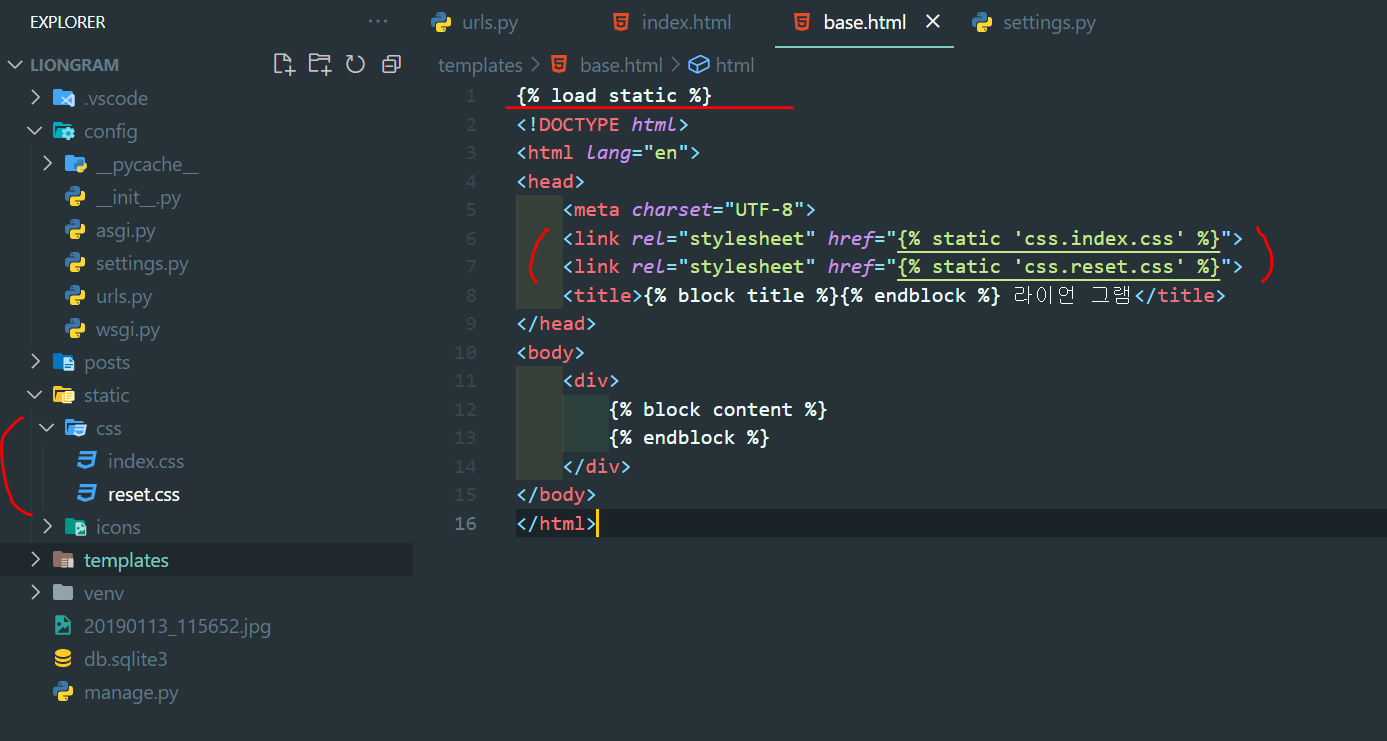 EXPLORER ...
LIONGRAM
.vscode
config
__pycache__
__init__.py
asgi.py
settings.py
urls.py
wsgi.py
posts
static
css
index.css
reset.css
icons
templates
venv
20190113_115652.jpg
db.sqlite3
manage.py
urls.py index.html base.html settings.py
templates > base.html > html
1 {% load static %}
2 <!DOCTYPE html>
3 <html lang="en">
4 <head>
5 <meta charset="UTF-8">
6 <link rel="stylesheet" href="{% static 'css.index.css' %}">
7 <link rel="stylesheet" href="{% static 'css.reset.css' %}">
8 <title>{% block title %}{% endblock %} 라이언 그램</title>
9 </head>
10 <body>
11 <div>
12 {% block content %}
13 {% endblock %}
14 </div>
15 </body>
16 </html>